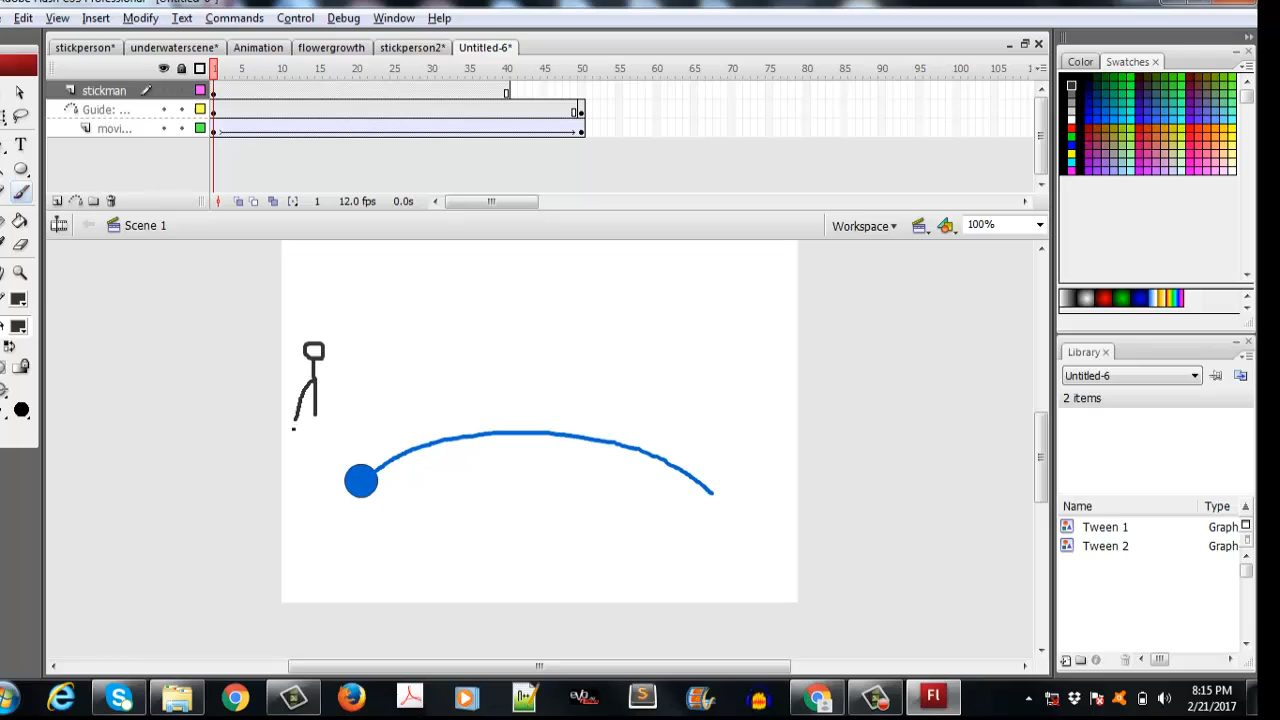 Edit View Insert Modify Text Commands Control Debug Window Help
stickperson* underwaterscene* Animation flowergrowth stickperson2* Untitled-6*
1 5 10 15 20 25 30 35 40 45 50 55 60 65 70 75 80 85 90 95 100 105
stickman
Guide: ...
movi...
1 12.0 fps 0.0s
Scene 1
Workspace
100%
Color Swatches
Library
Untitled-6
2 items
Name Type
Tween 1 Graph
Tween 2 Graph
Fl
8:15 PM
2/21/2017